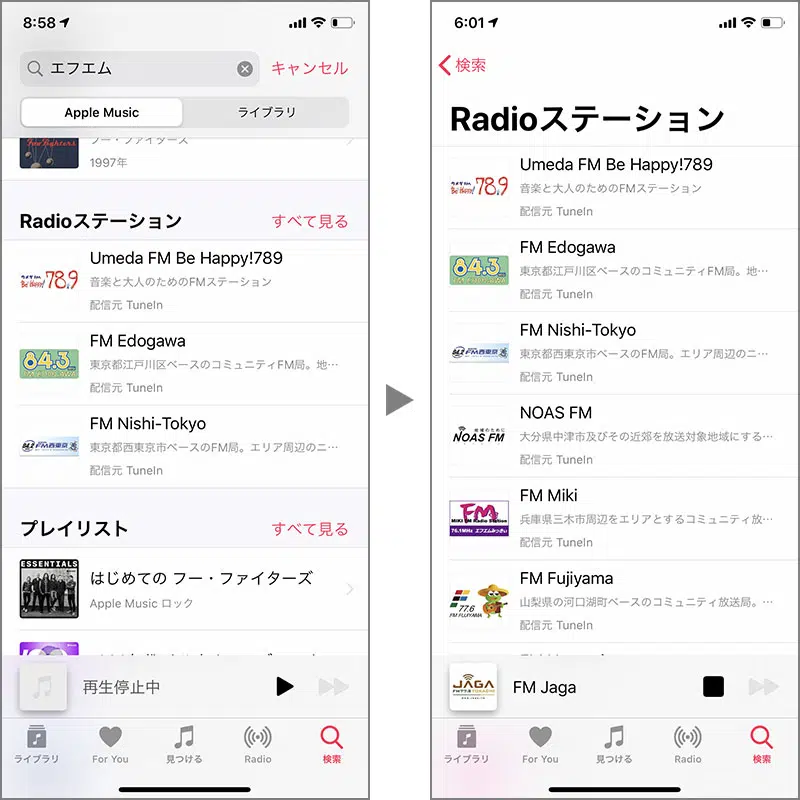 8:58
エフエム
キャンセル
Apple Music
ライブラリ
Foo Fighters
フー・ファイターズ
1997年
Radioステーション
すべて見る
Umeda FM Be Happy!789
音楽と大人のためのFMステーション
配信元 TuneIn
ウメダFM Be Happy! 78.9
FM Edogawa
東京都江戸川区ベースのコミュニティFM局。地…
配信元 TuneIn
84.3
FM Nishi-Tokyo
東京都西東京市ベースのFM局。エリア周辺のニ…
配信元 TuneIn
FM西東京
プレイリスト
すべて見る
ESSENTIALS
はじめての フー・ファイターズ
Apple Music ロック
再生停止中
ライブラリ
For You
見つける
Radio
検索
6:01
検索
Radioステーション
Umeda FM Be Happy!789
音楽と大人のためのFMステーション
配信元 TuneIn
ウメダFM Be Happy! 78.9
FM Edogawa
東京都江戸川区ベースのコミュニティFM局。地…
配信元 TuneIn
84.3
FM Nishi-Tokyo
東京都西東京市ベースのFM局。エリア周辺のニ…
配信元 TuneIn
FM西東京
NOAS FM
大分県中津市及びその近郊を放送対象地域にする…
配信元 TuneIn
地域のために
NOAS FM
FM Miki
兵庫県三木市周辺をエリアとするコミュニティ放…
配信元 TuneIn
FM
MIKI FM Radio Station
76.1MHz エフエムみっきぃ
FM Fujiyama
山梨県の河口湖町ベースのコミュニティ放送局。…
配信元 TuneIn
77.6
FM FUJIYAMA
JAGA
FM Jaga
ライブラリ
For You
見つける
Radio
検索